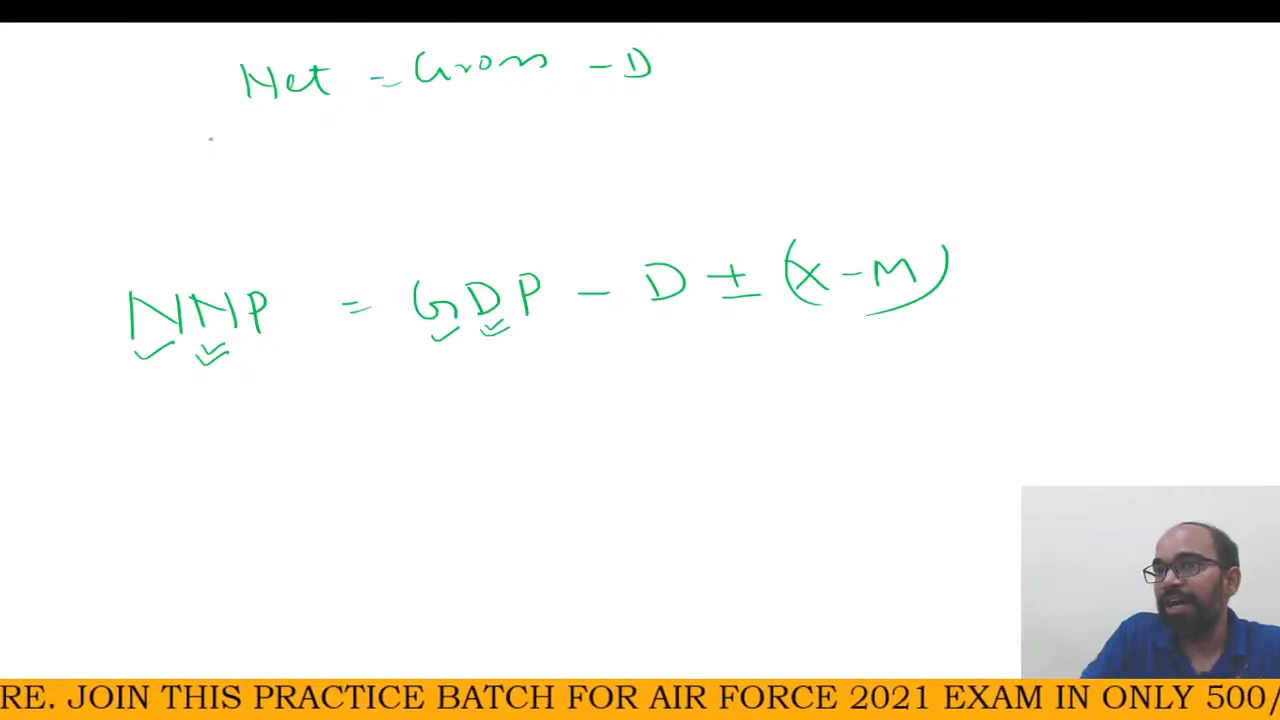 Net = Gross - D
NNP = GDP - D ± (X - M)
RE. JOIN THIS PRACTICE BATCH FOR AIR FORCE 2021 EXAM IN ONLY 500/